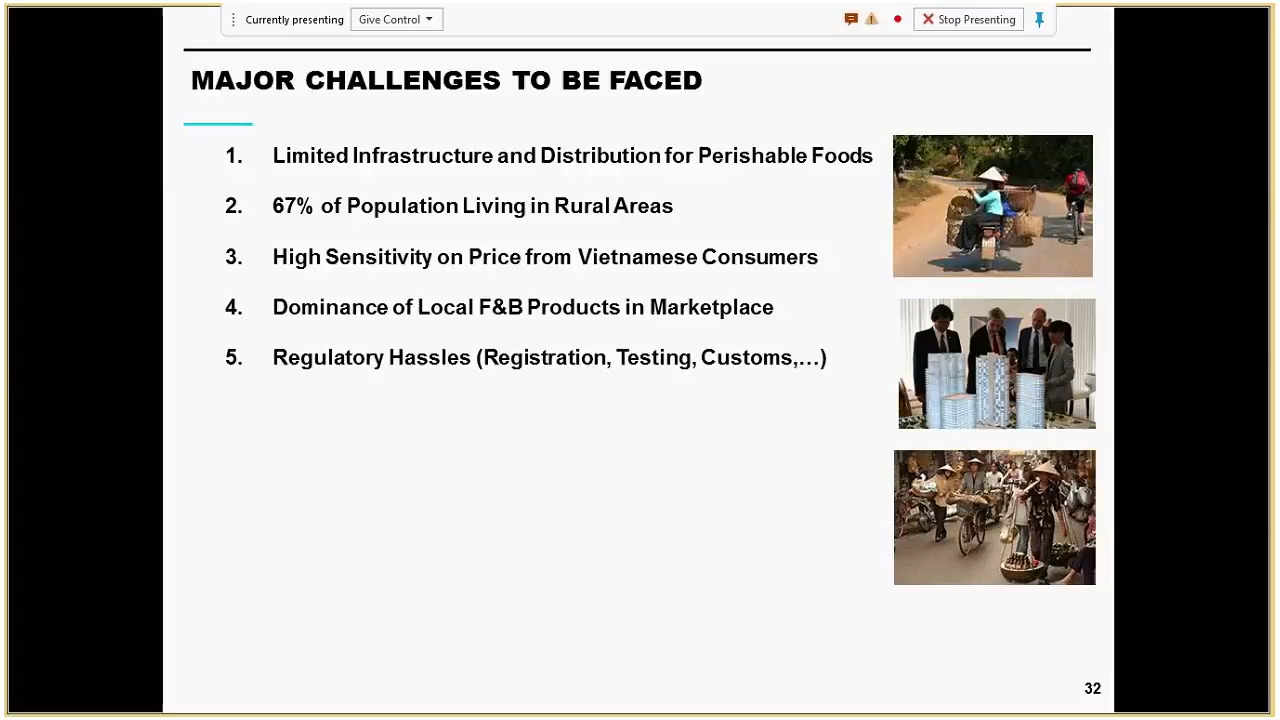 Currently presenting Give Control Stop Presenting
MAJOR CHALLENGES TO BE FACED
1. Limited Infrastructure and Distribution for Perishable Foods
2. 67% of Population Living in Rural Areas
3. High Sensitivity on Price from Vietnamese Consumers
4. Dominance of Local F&B Products in Marketplace
5. Regulatory Hassles (Registration, Testing, Customs,…)
32